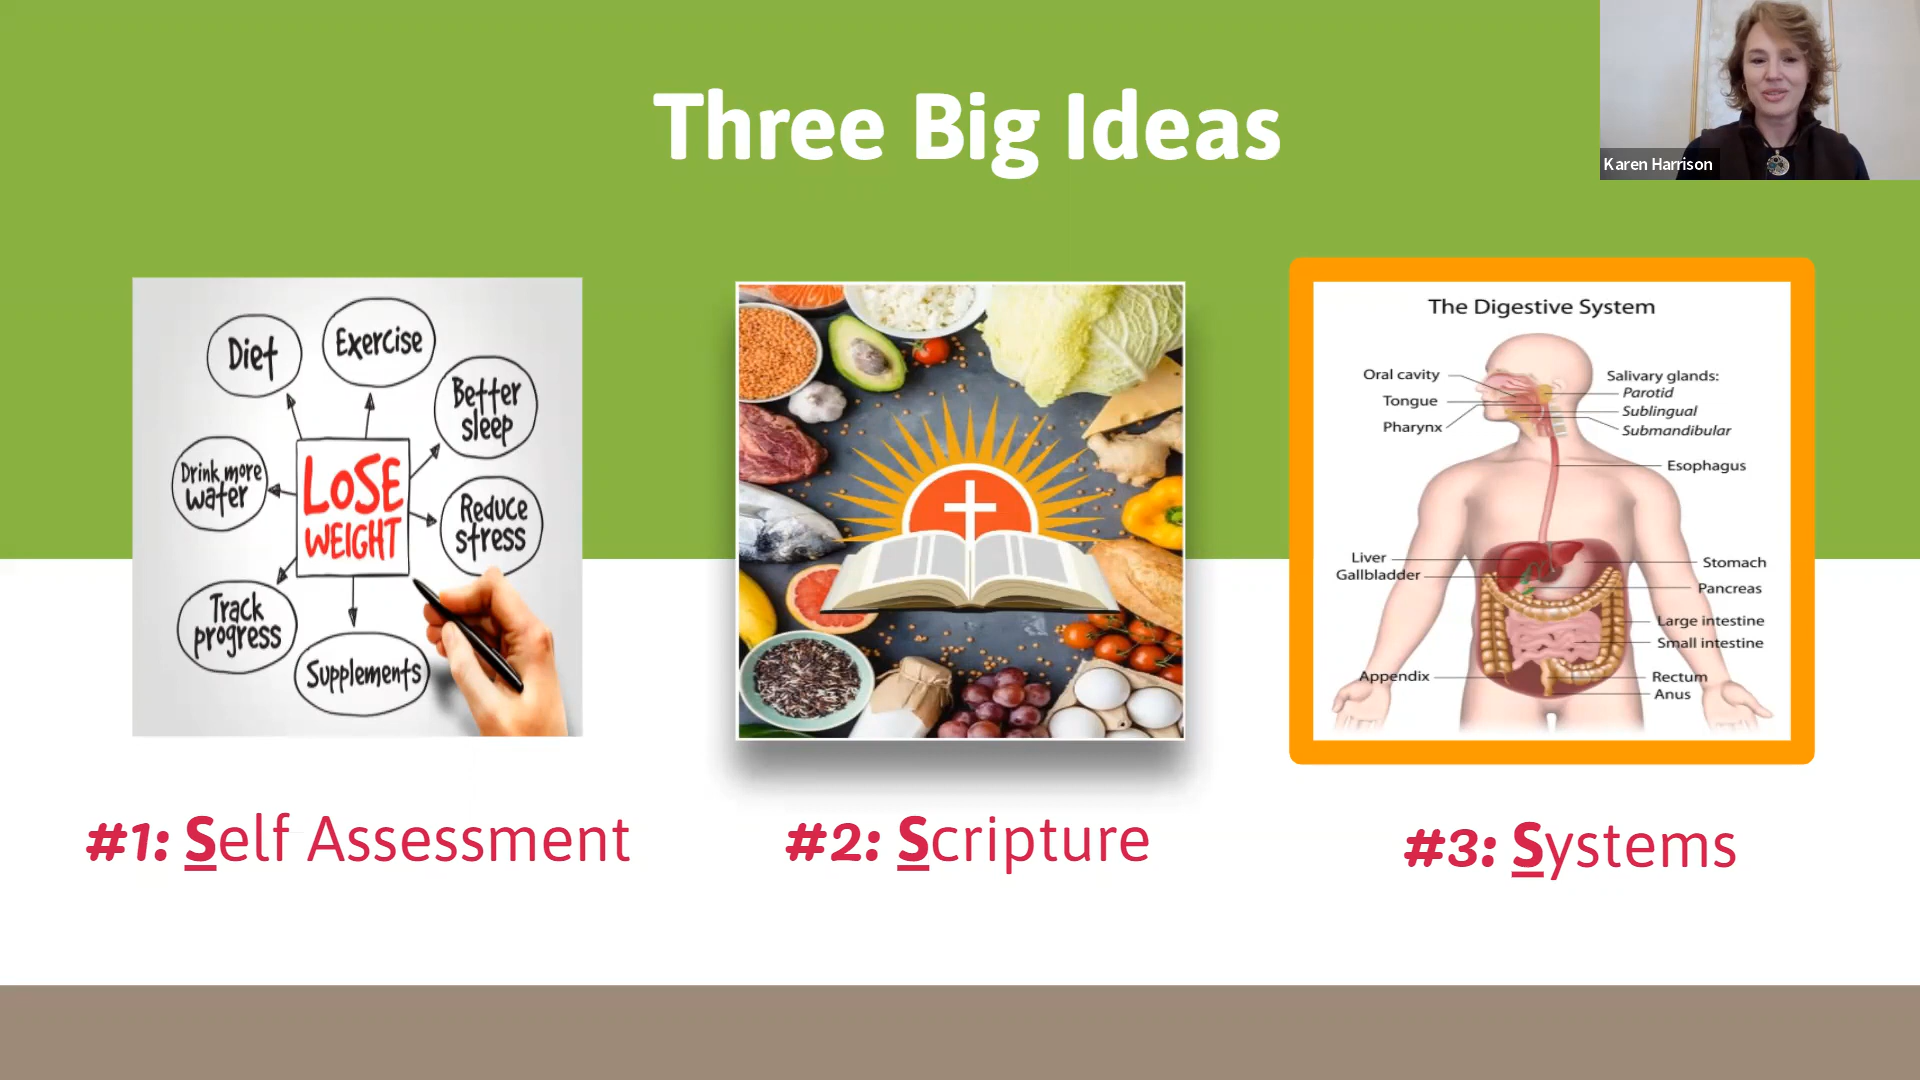 Three Big Ideas
Karen Harrison
Diet
Exercise
Better
sleep
Drink more
water
LOSE
WEIGHT
Reduce
stress
Track
progress
Supplements
The Digestive System
Oral cavity
Tongue
Pharynx
Salivary glands:
Parotid
Sublingual
Submandibular
Esophagus
Liver
Gallbladder
Stomach
Pancreas
Large intestine
Small intestine
Appendix
Rectum
Anus
#1: Self Assessment
#2: Scripture
#3: Systems